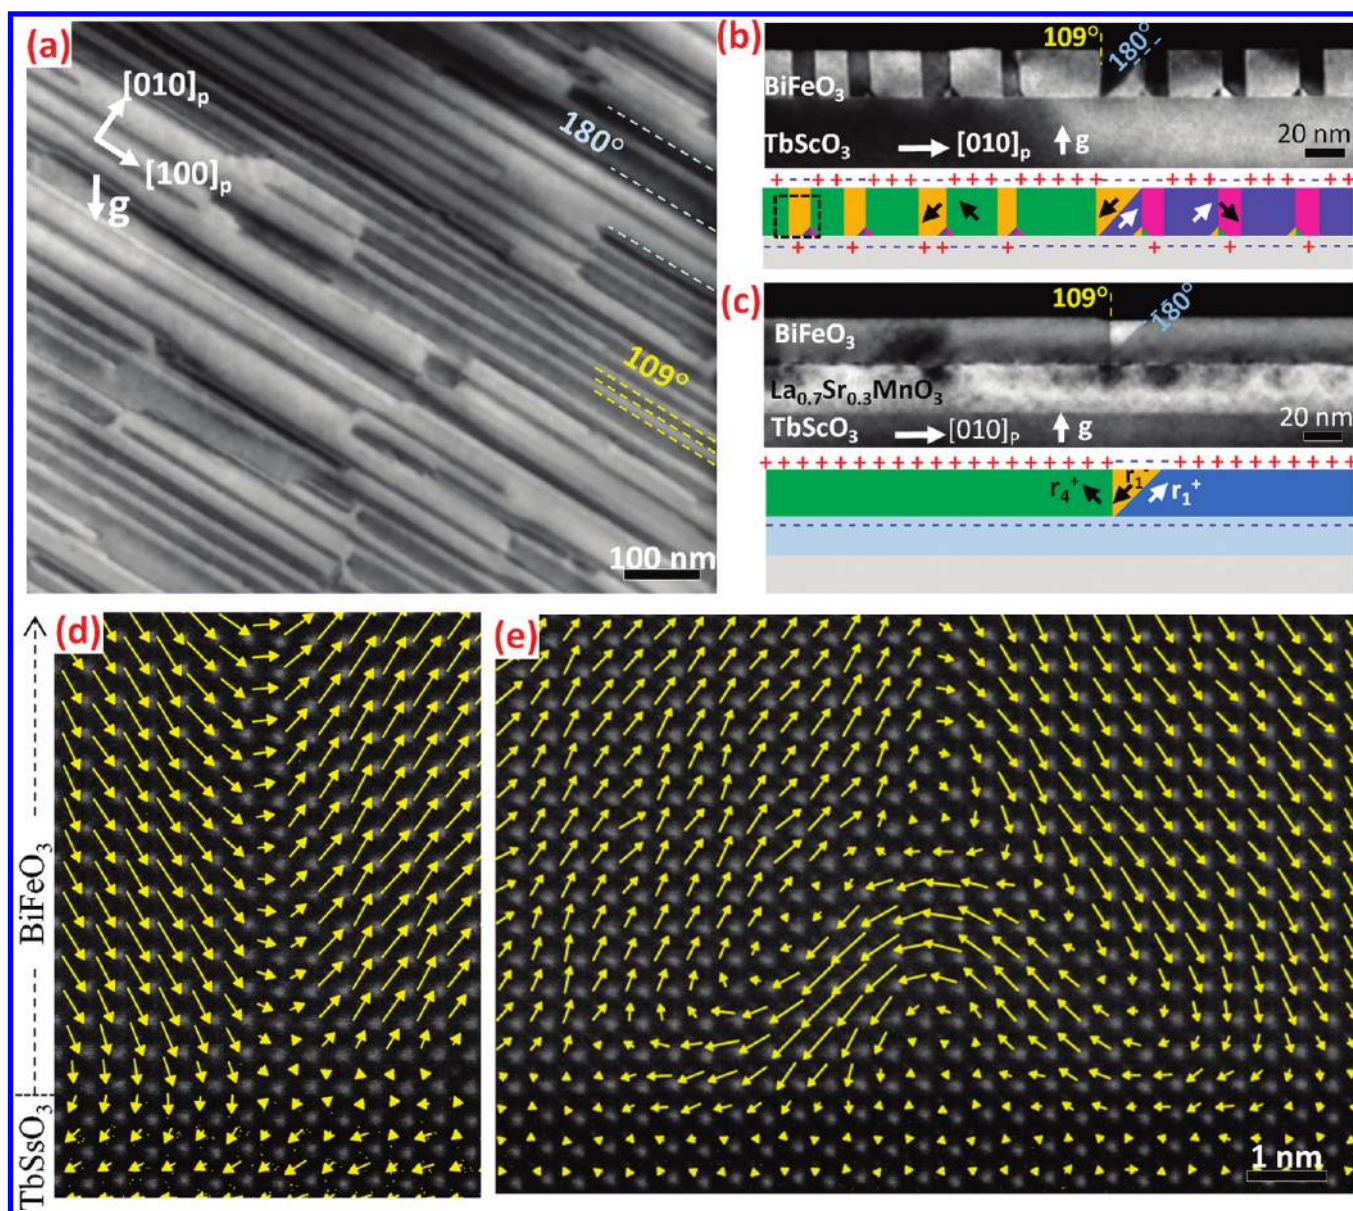 (a)
[010]p
[100]p
g
180°
109°
100 nm
(b)
109°
180°
BiFeO3
TbScO3
[010]p
g
20 nm
(c)
109°
180°
BiFeO3
La0.7Sr0.3MnO3
TbScO3
[010]P
g
20 nm
r4+
r1-
r1+
(d)
BiFeO3
TbSsO3
(e)
1 nm